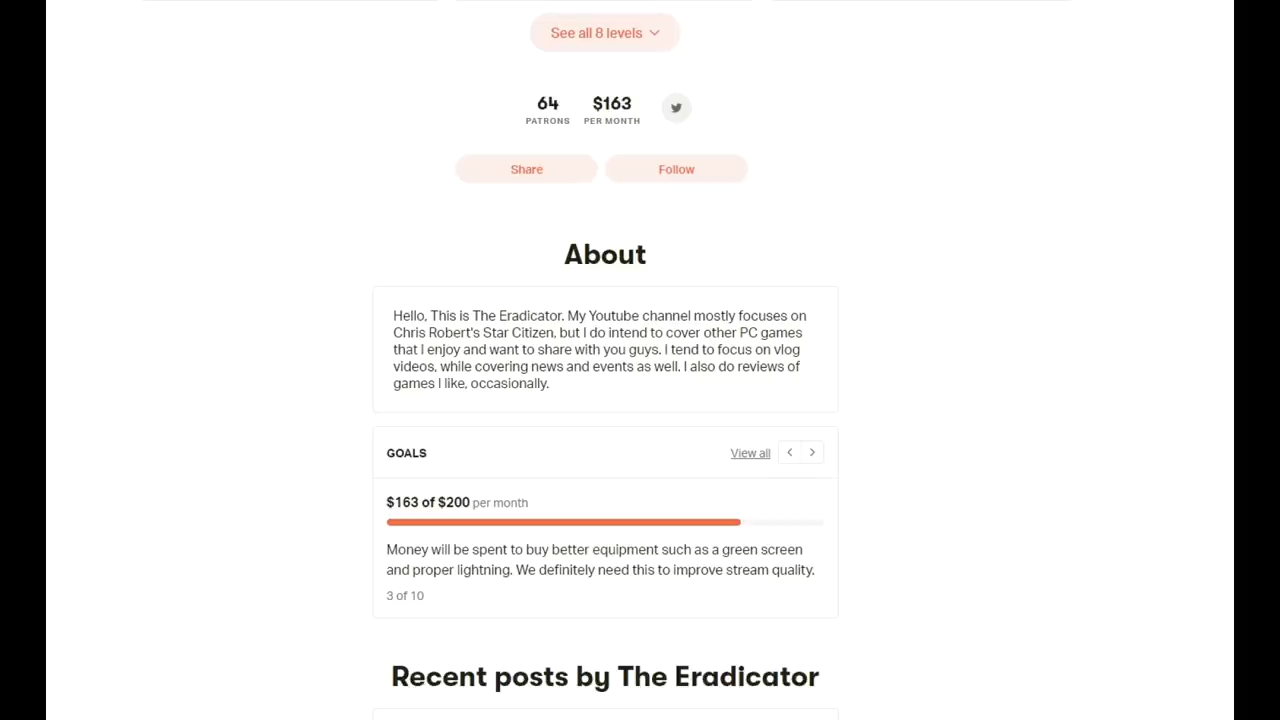 See all 8 levels
64 $163
PATRONS PER MONTH
Share Follow
About
Hello, This is The Eradicator. My Youtube channel mostly focuses on
Chris Robert's Star Citizen, but I do intend to cover other PC games
that I enjoy and want to share with you guys. I tend to focus on vlog
videos, while covering news and events as well. I also do reviews of
games I like, occasionally.
GOALS View all
$163 of $200 per month
Money will be spent to buy better equipment such as a green screen
and proper lightning. We definitely need this to improve stream quality.
3 of 10
Recent posts by The Eradicator